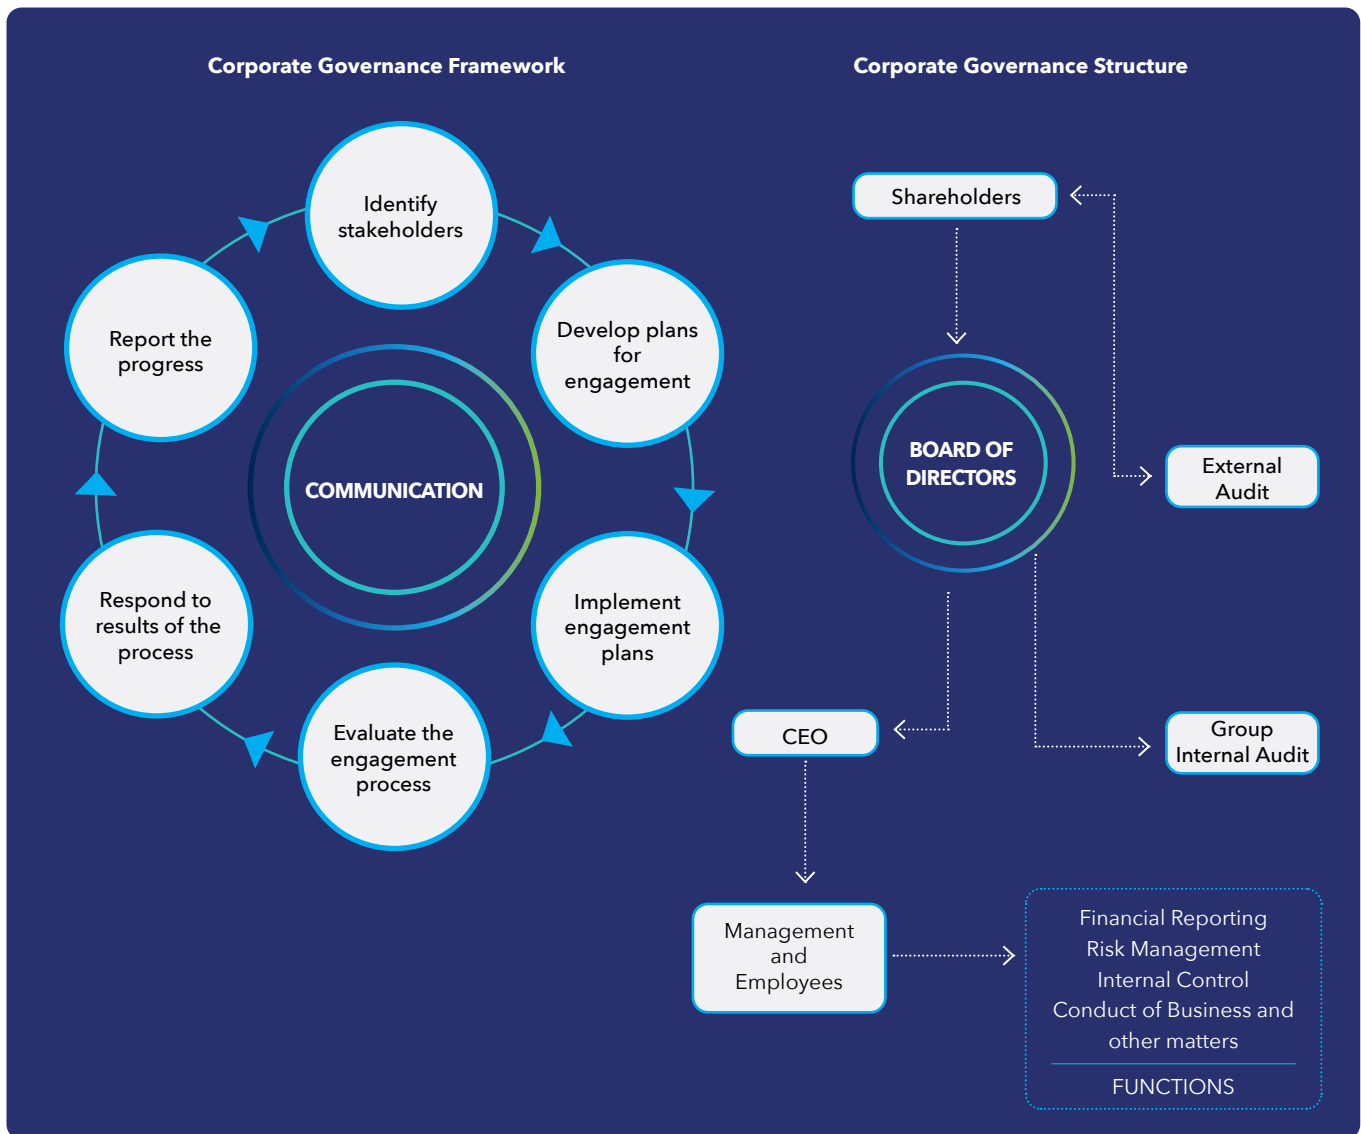 Corporate Governance Framework
Identify
stakeholders
Develop plans
for
engagement
Implement
engagement
plans
Evaluate the
engagement
process
Respond to
results of the
process
Report the
progress
COMMUNICATION
Corporate Governance Structure
Shareholders
BOARD OF
DIRECTORS
External
Audit
CEO
Group
Internal Audit
Management
and
Employees
Financial Reporting
Risk Management
Internal Control
Conduct of Business and
other matters
FUNCTIONS